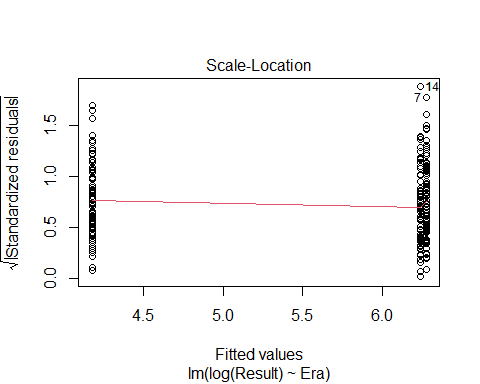 Scale-Location
√|Standardized residuals|
1.5
1.0
0.5
0.0
14
7
4.5
5.0
5.5
6.0
Fitted values
lm(log(Result) ~ Era)